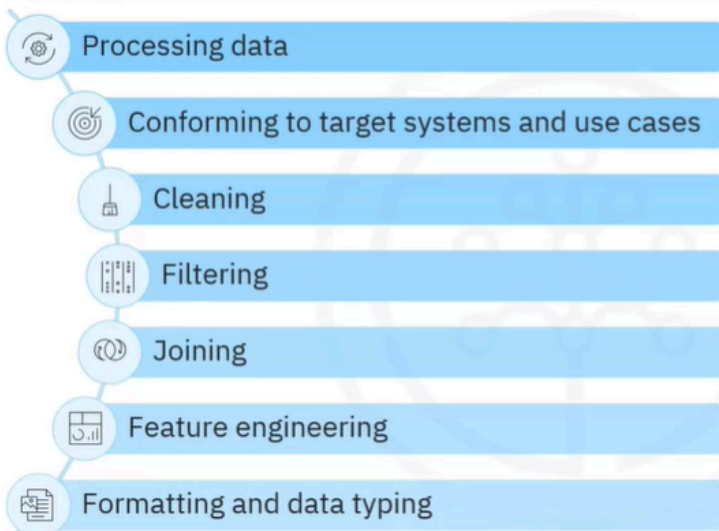 Processing data
Conforming to target systems and use cases
Cleaning
Filtering
Joining
Feature engineering
Formatting and data typing